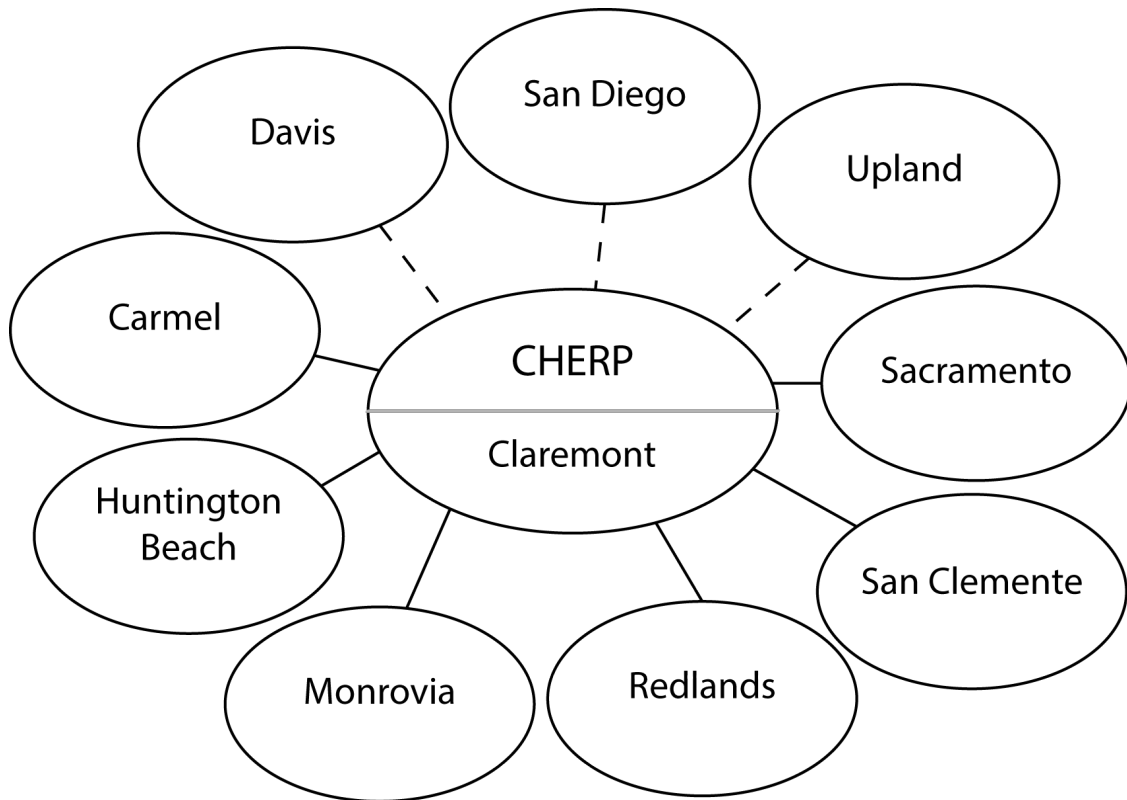 San Diego
Davis
Upland
Carmel
CHERP
Sacramento
Claremont
Huntington
Beach
San Clemente
Monrovia
Redlands